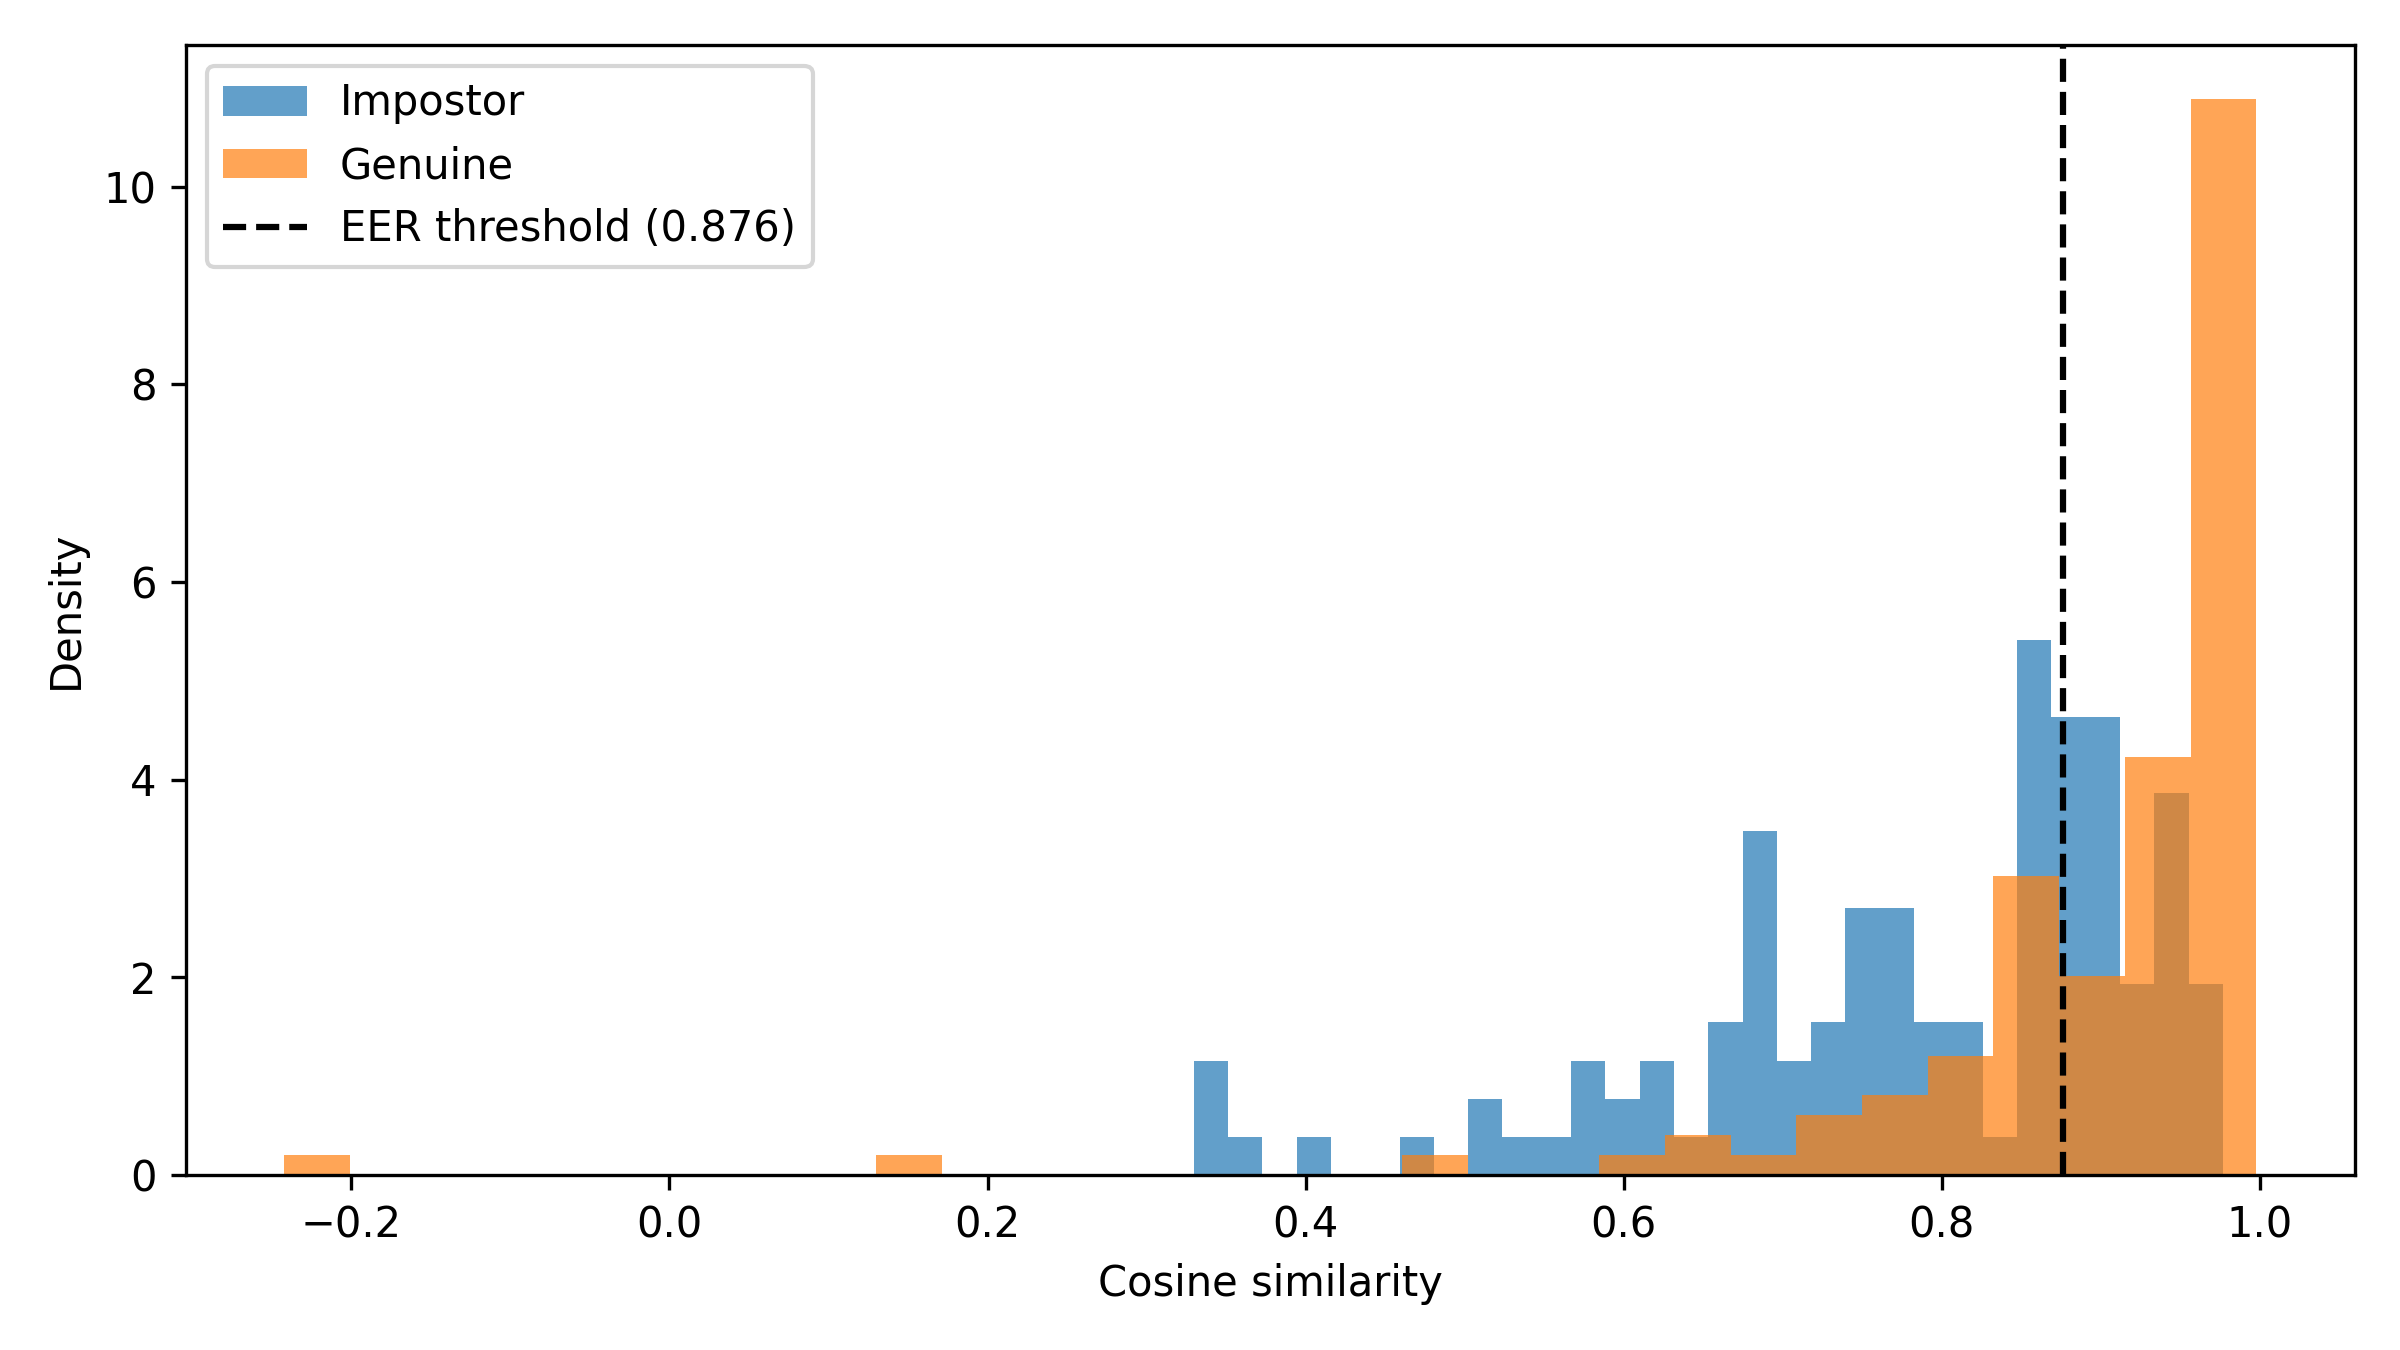 Impostor
Genuine
EER threshold (0.876)
10
8
6
4
2
0
Density
−0.2 0.0 0.2 0.4 0.6 0.8 1.0
Cosine similarity